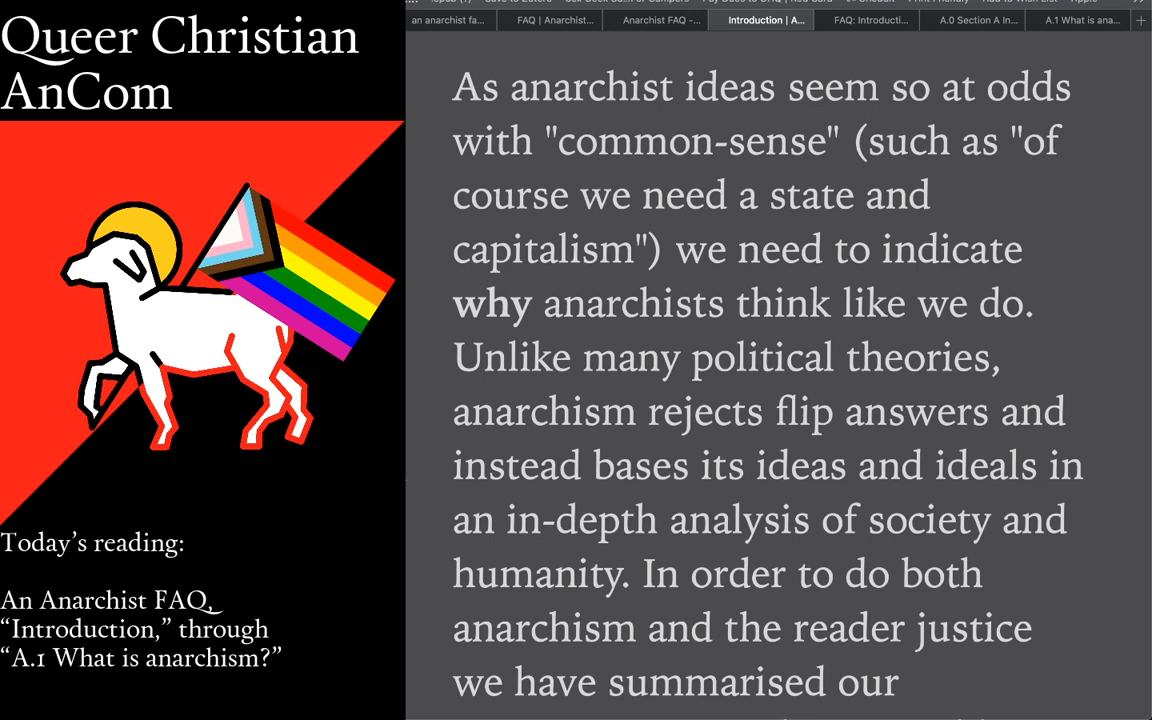 Queer Christian
AnCom
Today’s reading:
An Anarchist FAQ,
“Introduction,” through
“A.1 What is anarchism?”
an anarchist fa...
FAQ | Anarchist...
Anarchist FAQ -...
Introduction | A...
FAQ: Introducti...
A.0 Section A In...
A.1 What is ana...
As anarchist ideas seem so at odds
with "common-sense" (such as "of
course we need a state and
capitalism") we need to indicate
why anarchists think like we do.
Unlike many political theories,
anarchism rejects flip answers and
instead bases its ideas and ideals in
an in-depth analysis of society and
humanity. In order to do both
anarchism and the reader justice
we have summarised our